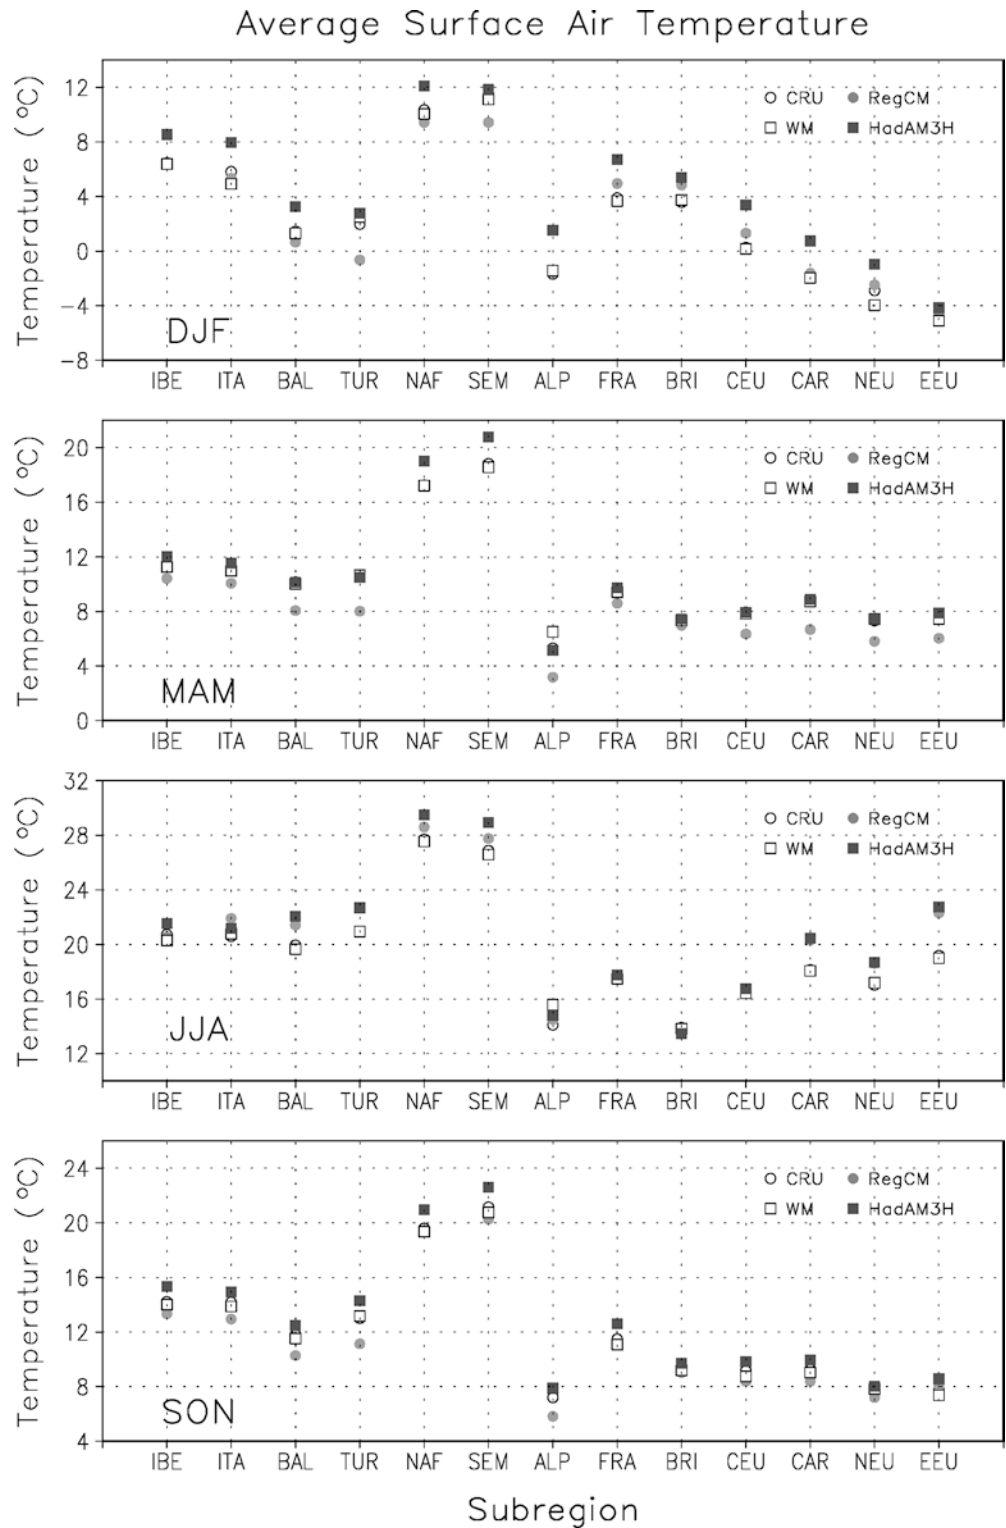 Average Surface Air Temperature
Temperature (°C)
12
8
4
0
−4
−8
CRU RegCM
WM HadAM3H
DJF
IBE ITA BAL TUR NAF SEM ALP FRA BRI CEU CAR NEU EEU
Temperature (°C)
20
16
12
8
4
0
CRU RegCM
WM HadAM3H
MAM
IBE ITA BAL TUR NAF SEM ALP FRA BRI CEU CAR NEU EEU
Temperature (°C)
32
28
24
20
16
12
CRU RegCM
WM HadAM3H
JJA
IBE ITA BAL TUR NAF SEM ALP FRA BRI CEU CAR NEU EEU
Temperature (°C)
24
20
16
12
8
4
CRU RegCM
WM HadAM3H
SON
IBE ITA BAL TUR NAF SEM ALP FRA BRI CEU CAR NEU EEU
Subregion